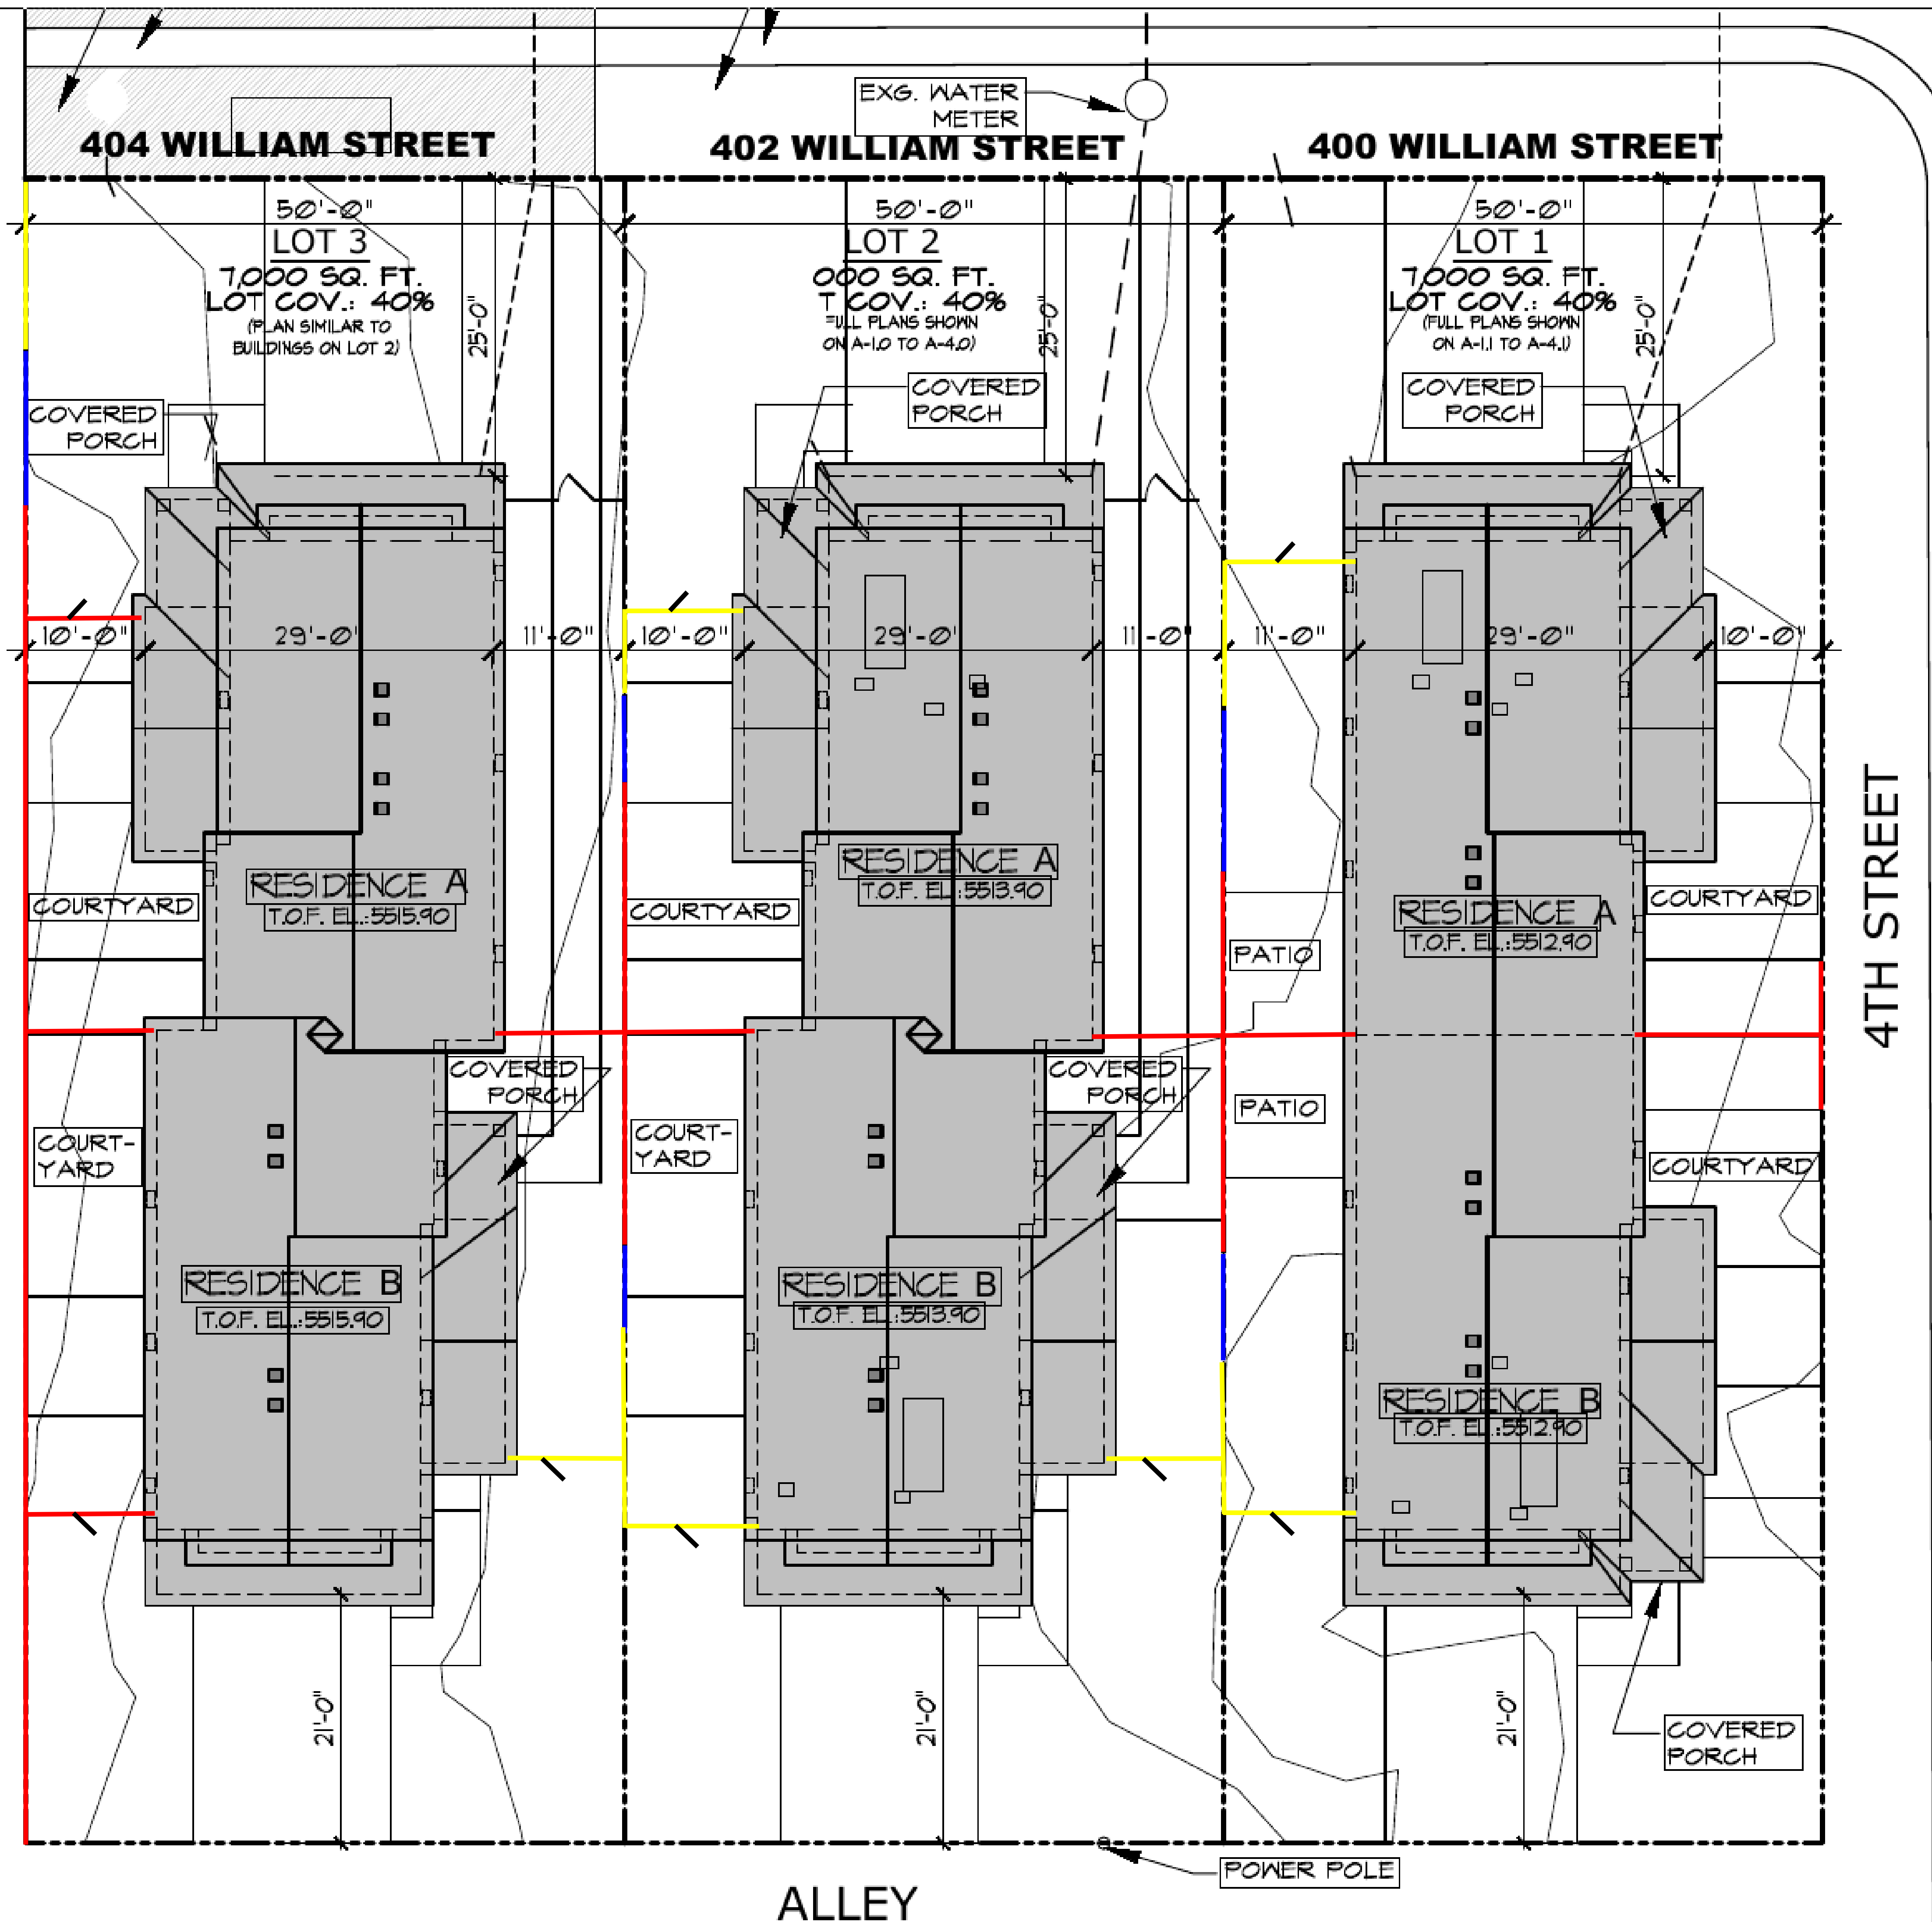 EXG. WATER
METER
404 WILLIAM STREET
402 WILLIAM STREET
400 WILLIAM STREET
50'-0"
50'-0"
50'-0"
LOT 3
7,000 SQ. FT.
LOT COV.: 40%
(PLAN SIMILAR TO
BUILDINGS ON LOT 2)
25'-0"
LOT 2
000 SQ. FT.
T COV.: 40%
FULL PLANS SHOWN
ON A-1.0 TO A-4.0)
25'-0"
LOT 1
7,000 SQ. FT.
LOT COV.: 40%
(FULL PLANS SHOWN
ON A-1.1 TO A-4.1)
25'-0"
COVERED
PORCH
COVERED
PORCH
COVERED
PORCH
10'-0"
29'-0'
11'-0"
10'-0"
29'-0'
11'-0"
11'-0"
29'-0"
10'-0"
RESIDENCE A
T.O.F. EL.:5515.90
RESIDENCE A
T.O.F. EL.:5513.90
RESIDENCE A
T.O.F. EL.:5512.90
COURTYARD
COURTYARD
COURTYARD
PATIO
4TH STREET
COVERED
PORCH
COVERED
PORCH
PATIO
COURT-
YARD
COURT-
YARD
COURTYARD
RESIDENCE B
T.O.F. EL.:5515.90
RESIDENCE B
T.O.F. EL.:5513.90
RESIDENCE B
T.O.F. EL.:5512.90
21'-0"
21'-0"
21'-0"
COVERED
PORCH
POWER POLE
ALLEY